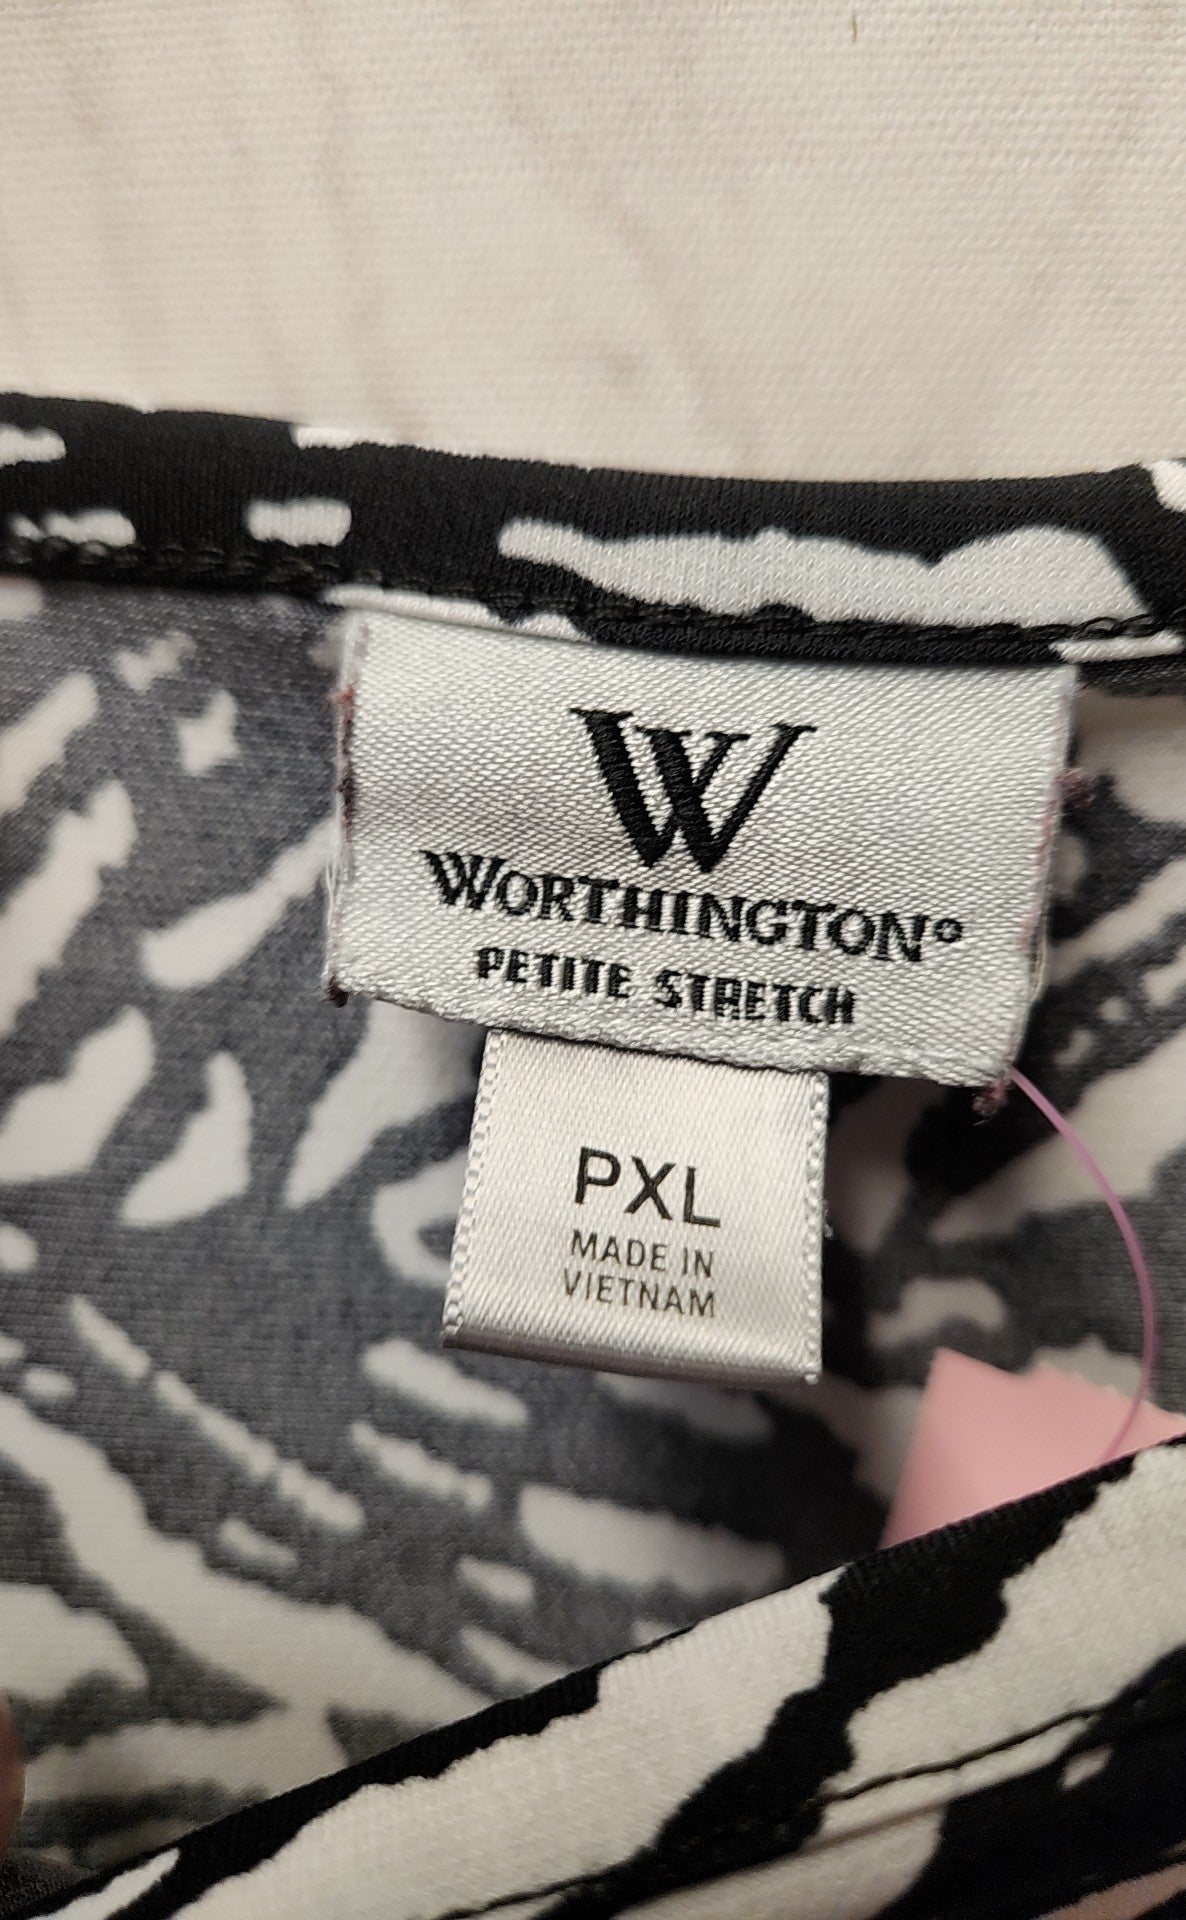 W
WORTHINGTON®
PETITE STRETCH
PXL
MADE IN
VIETNAM